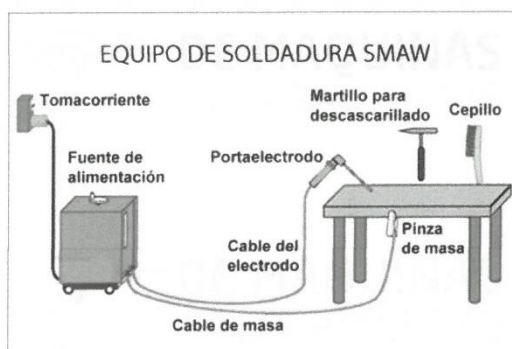 EQUIPO DE SOLDADURA SMAW
Tomacorriente
Martillo para
descascarillado
Cepillo
Fuente de
alimentación
Portaelectrodo
Cable del
electrodo
Pinza
de masa
Cable de masa